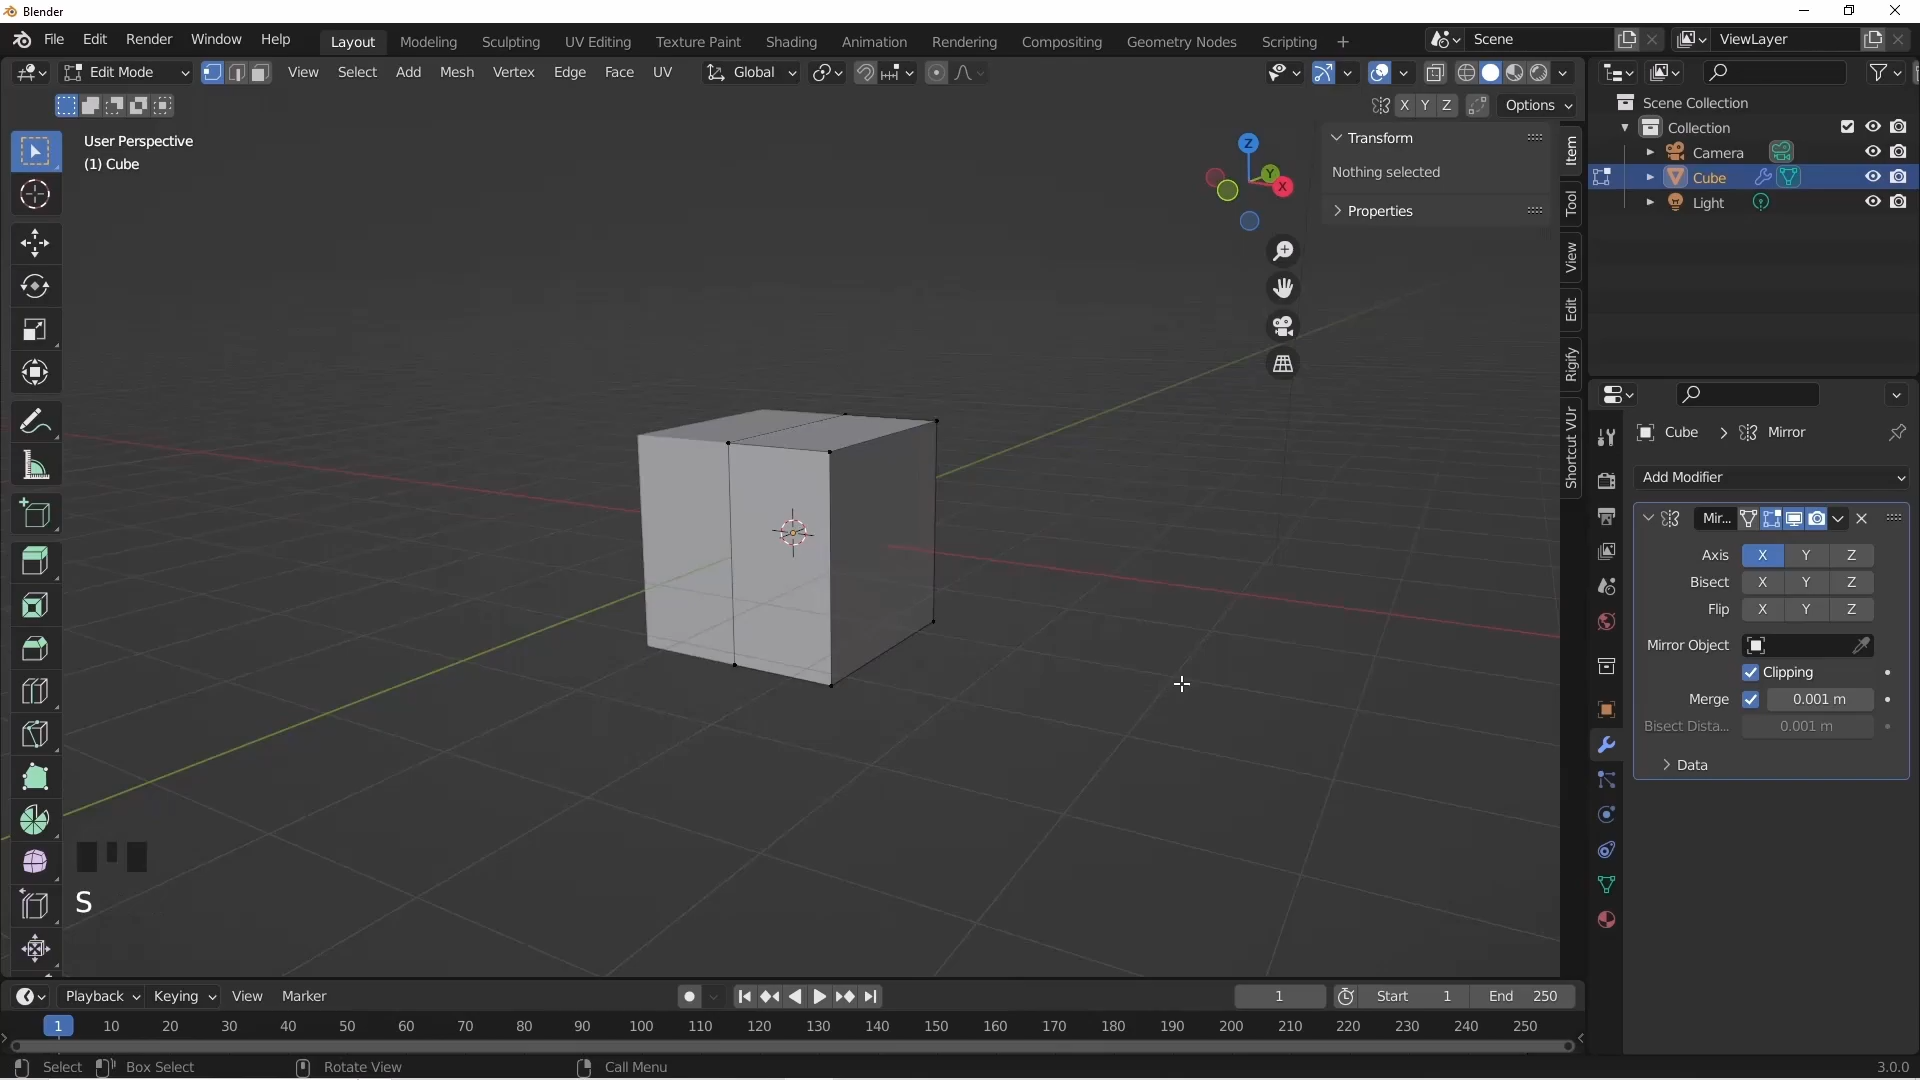 Blender
File Edit Render Window Help Layout Modeling Sculpting UV Editing Texture Paint Shading Animation Rendering Compositing Geometry Nodes Scripting + Scene ViewLayer
Edit Mode View Select Add Mesh Vertex Edge Face UV Global
X Y Z Options
User Perspective
(1) Cube
Z
Y
X
Transform
Nothing selected
Properties
Item
Tool
View
Edit
Rigify
Shortcut VUr
Scene Collection
Collection
Camera
Cube
Light
Cube > Mirror
Add Modifier
Mir...
Axis X Y Z
Bisect X Y Z
Flip X Y Z
Mirror Object
Clipping
Merge 0.001 m
Bisect Dista... 0.001 m
Data
S
Playback Keying View Marker 1 Start 1 End 250
1 10 20 30 40 50 60 70 80 90 100 110 120 130 140 150 160 170 180 190 200 210 220 230 240 250
Select Box Select Rotate View Call Menu 3.0.0